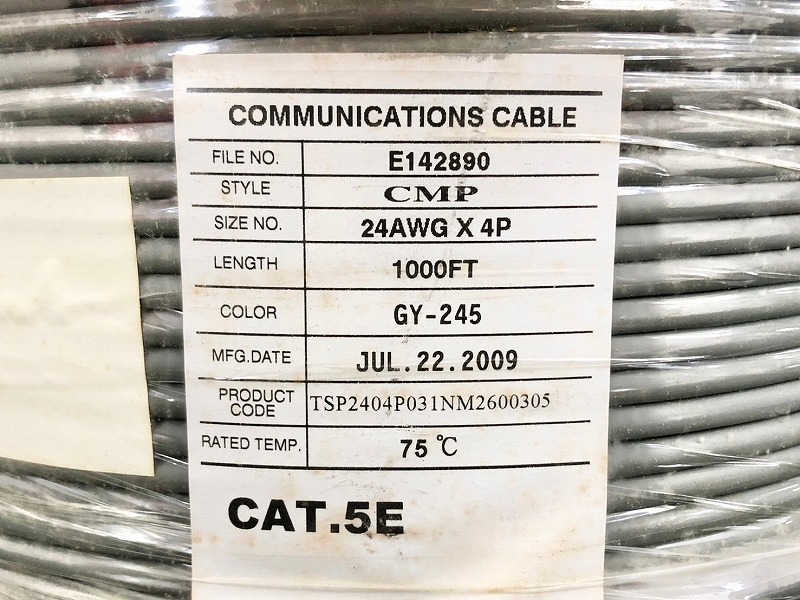 COMMUNICATIONS CABLE
FILE NO. E142890
STYLE CMP
SIZE NO. 24AWG X 4P
LENGTH 1000FT
COLOR GY-245
MFG.DATE JUL.22.2009
PRODUCT
CODE TSP2404P031NM2600305
RATED TEMP. 75 ℃
CAT.5E